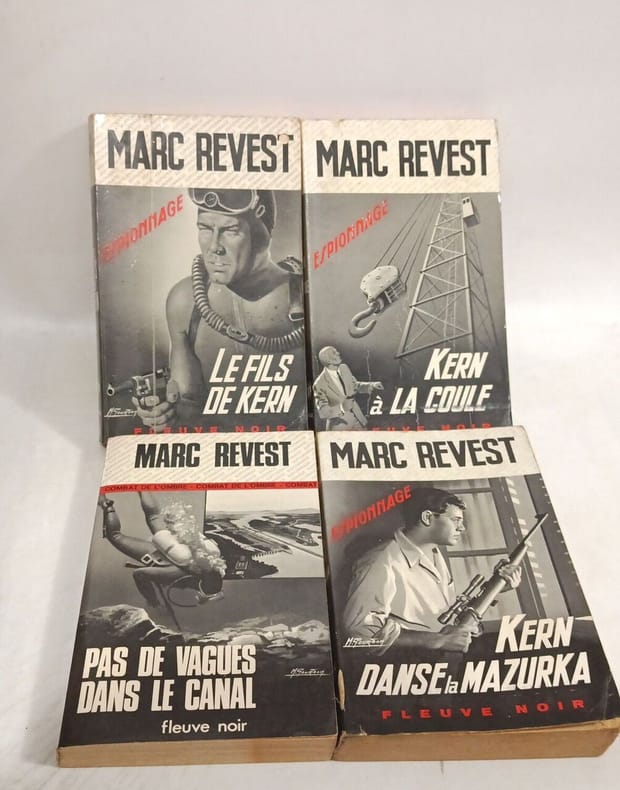 MARC REVEST
ESPIONNAGE
LE FILS
DE KERN
FLEUVE NOIR
MARC REVEST
ESPIONNAGE
KERN
à LA COULE
EUVE NOIR
MARC REVEST
COMBAT DE L'OMBRE - COMBAT DE L'OMBRE - COMBAT
PAS DE VAGUES
DANS LE CANAL
fleuve noir
MARC REVEST
ESPIONNAGE
KERN
DANSE la MAZURKA
FLEUVE NOIR